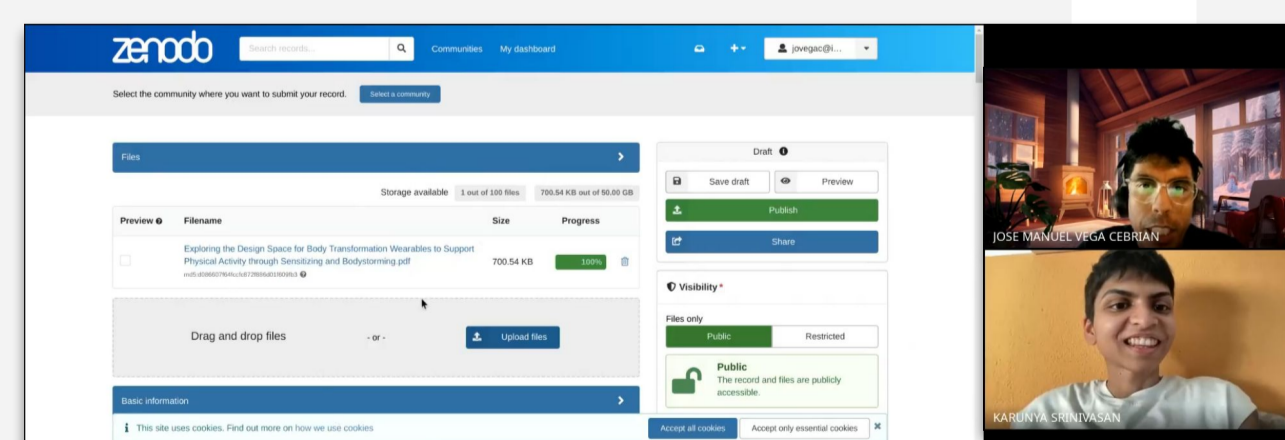 zenodo
Search records...
Communities
My dashboard
jovegac@i...
Select the community where you want to submit your record.
Select a community
Files
Storage available 1 out of 100 files 700.54 KB out of 50.00 GB
Preview Filename Size Progress
Exploring the Design Space for Body Transformation Wearables to Support
Physical Activity through Sensitizing and Bodystorming.pdf
700.54 KB
100%
Drag and drop files
- or -
Upload files
Basic information
Draft
Save draft
Preview
Publish
Share
Visibility *
Files only
Public
Restricted
Public
The record and files are publicly
accessible.
This site uses cookies. Find out more on how we use cookies
Accept all cookies
Accept only essential cookies
JOSE MANUEL VEGA CEBRIAN
KARUNYA SRINIVASAN